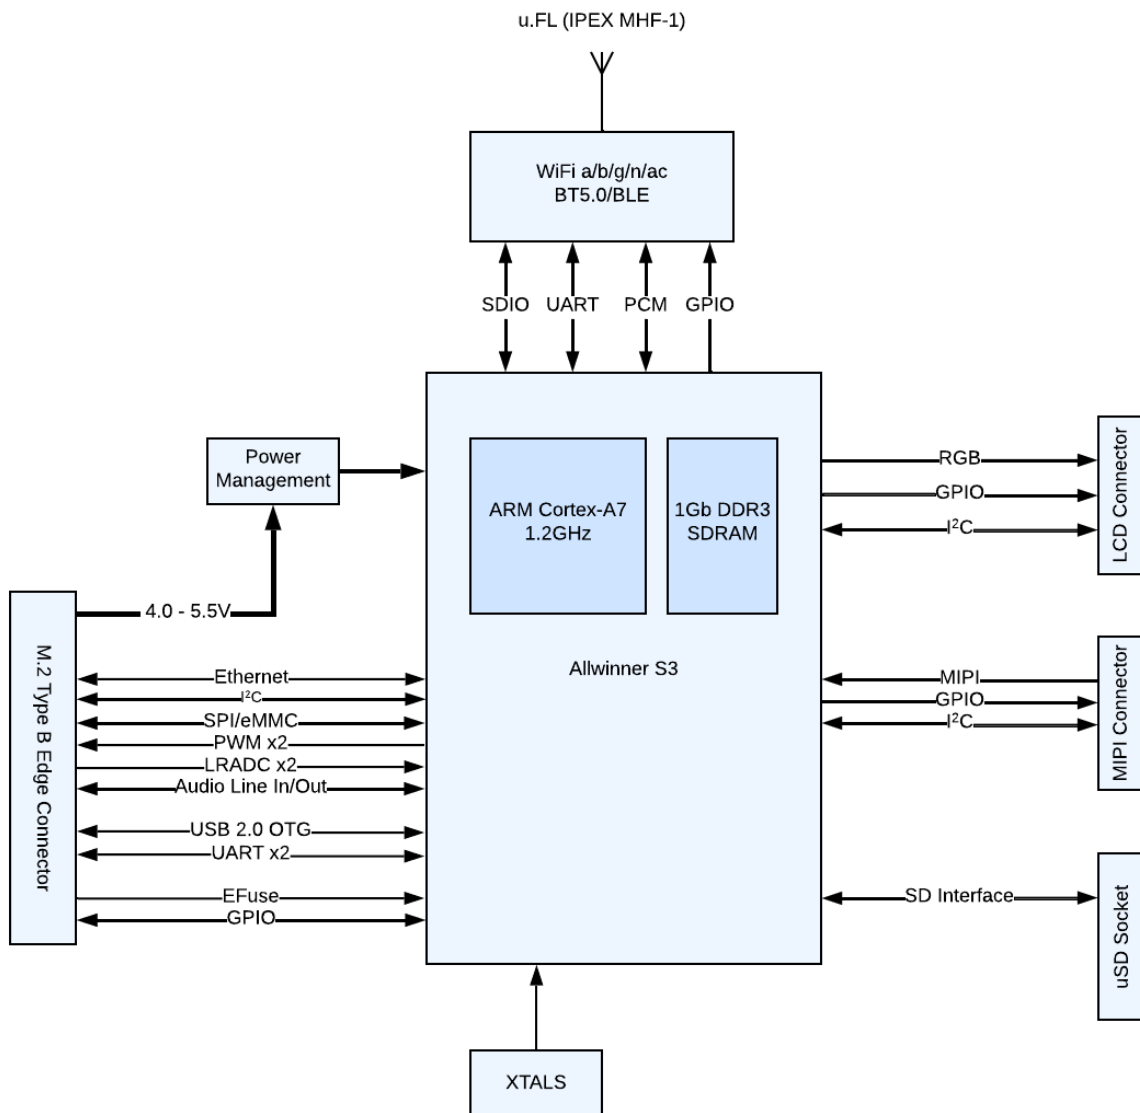 u.FL (IPEX MHF-1)
WiFi a/b/g/n/ac
BT5.0/BLE
SDIO
UART
PCM
GPIO
Power
Management
ARM Cortex-A7
1.2GHz
1Gb DDR3
SDRAM
Allwinner S3
RGB
GPIO
I²C
LCD Connector
4.0 - 5.5V
M.2 Type B Edge Connector
Ethernet
I²C
SPI/eMMC
PWM x2
LRADC x2
Audio Line In/Out
USB 2.0 OTG
UART x2
EFuse
GPIO
MIPI
GPIO
I²C
MIPI Connector
SD Interface
uSD Socket
XTALS